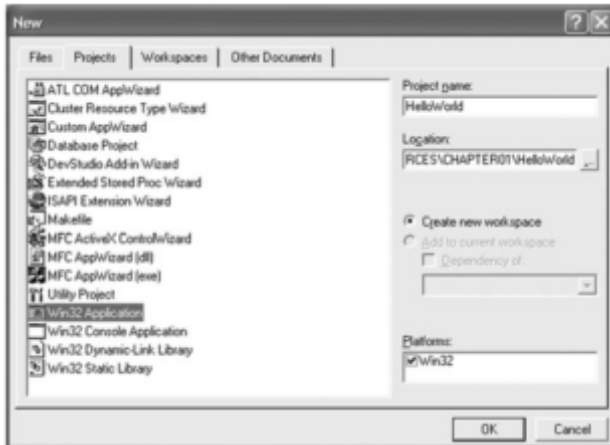 New
Files
Projects
Workspaces
Other Documents
ATL COM AppWizard
Cluster Resource Type Wizard
Custom AppWizard
Database Project
DevStudio Add-in Wizard
Extended Stored Proc Wizard
ISAPI Extension Wizard
Makefile
MFC ActiveX ControlWizard
MFC AppWizard (dll)
MFC AppWizard (exe)
Utility Project
Win32 Application
Win32 Console Application
Win32 Dynamic-Link Library
Win32 Static Library
Project name:
HelloWorld
Location:
RCES\CHAPTER01\HelloWorld
...
Create new workspace
Add to current workspace
Dependency of:
Platforms:
Win32
OK
Cancel